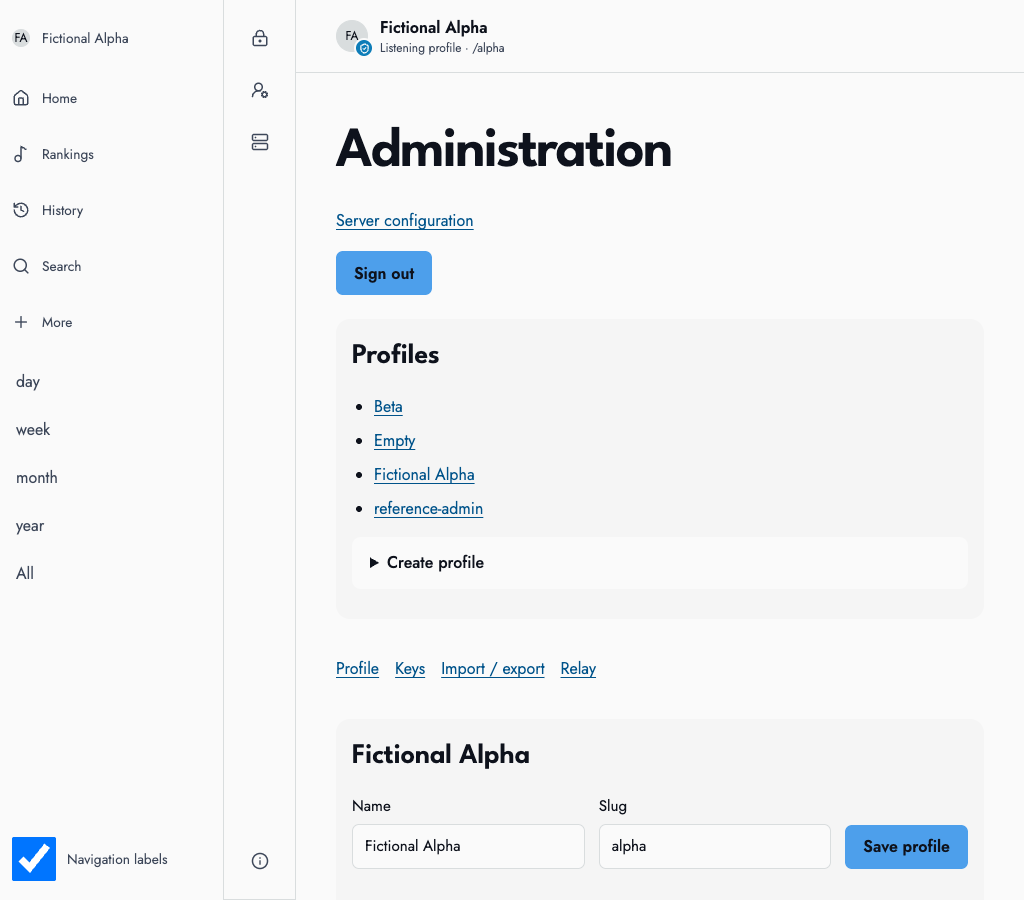 FA Fictional Alpha
Home
Rankings
History
Search
More
day
week
month
year
All
Navigation labels
FA
Fictional Alpha
Listening profile · /alpha
Administration
Server configuration
Sign out
Profiles
Beta
Empty
Fictional Alpha
reference-admin
Create profile
Profile Keys Import / export Relay
Fictional Alpha
Name Slug
Fictional Alpha alpha Save profile